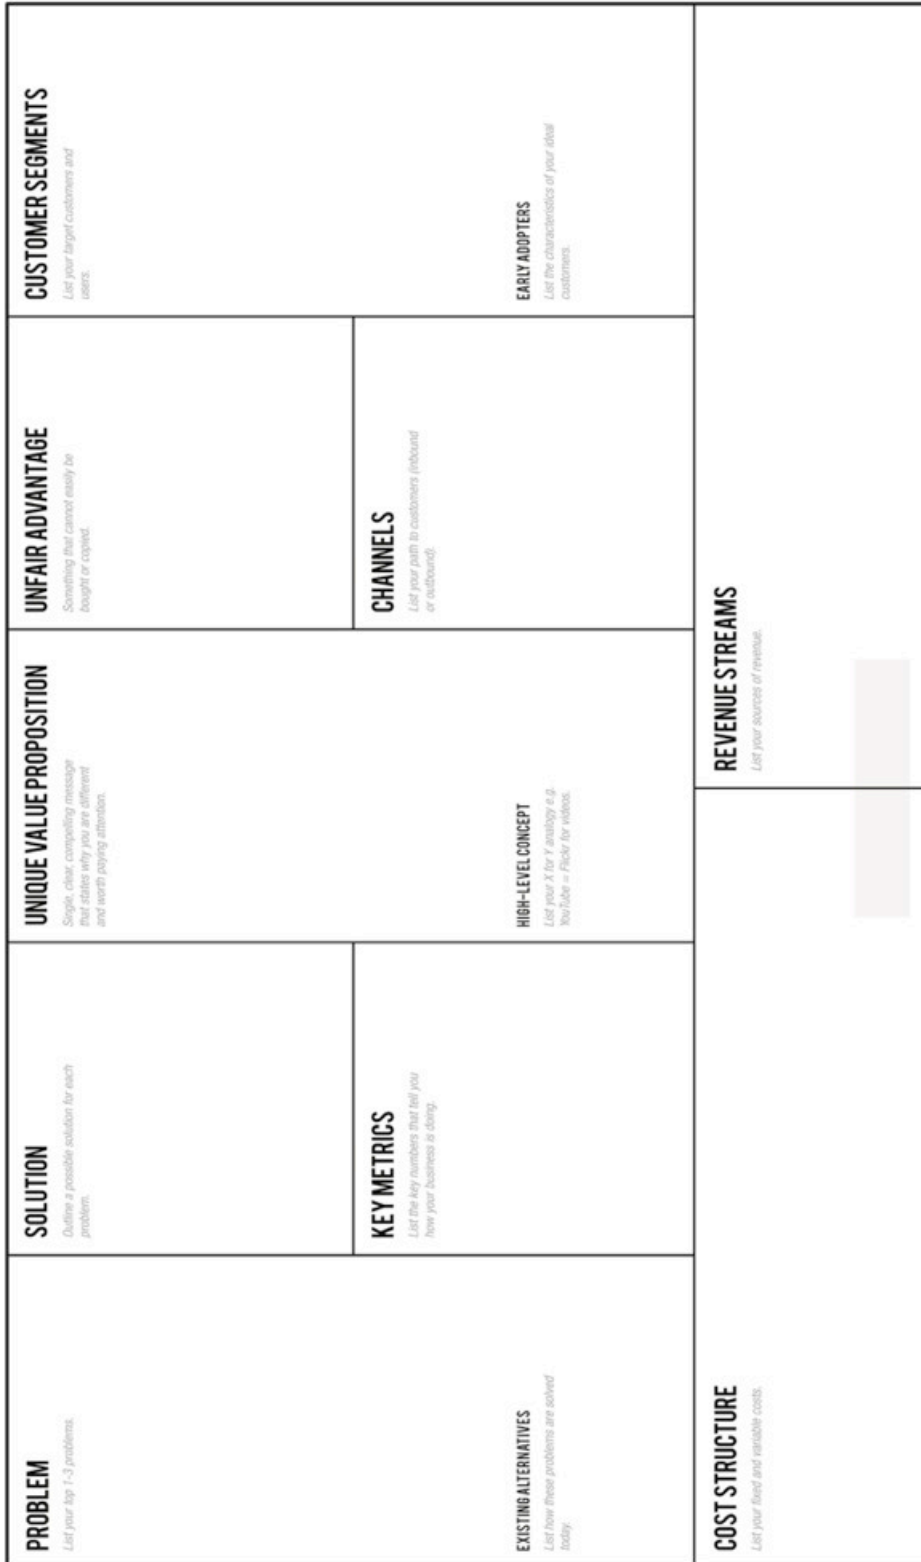 PROBLEM
List your top 1-3 problems.
EXISTING ALTERNATIVES
List how these problems are solved
today.
SOLUTION
Outline a possible solution for each
problem.
KEY METRICS
List the key numbers that tell you
how your business is doing.
UNIQUE VALUE PROPOSITION
Single, clear, compelling message
that states why you are different
and worth paying attention.
HIGH-LEVEL CONCEPT
List your X for Y analogy e.g.
YouTube = Flickr for videos.
UNFAIR ADVANTAGE
Something that cannot easily be
bought or copied.
CHANNELS
List your path to customers (inbound
or outbound).
CUSTOMER SEGMENTS
List your target customers and
users.
EARLY ADOPTERS
List the characteristics of your ideal
customers.
COST STRUCTURE
List your fixed and variable costs.
REVENUE STREAMS
List your sources of revenue.